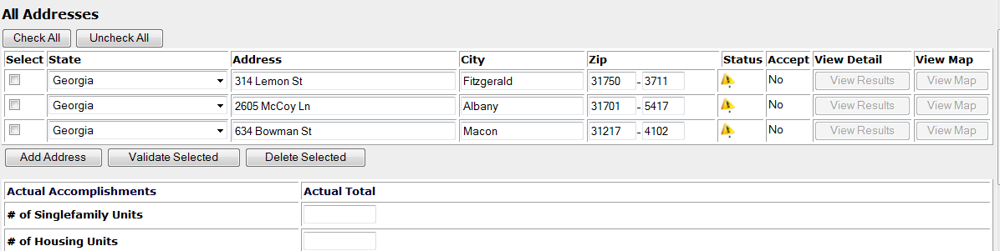 All Addresses
Check All Uncheck All
Select State Address City Zip Status Accept View Detail View Map
Georgia 314 Lemon St Fitzgerald 31750 - 3711 No View Results View Map
Georgia 2605 McCoy Ln Albany 31701 - 5417 No View Results View Map
Georgia 634 Bowman St Macon 31217 - 4102 No View Results View Map
Add Address Validate Selected Delete Selected
Actual Accomplishments Actual Total
# of Singlefamily Units
# of Housing Units